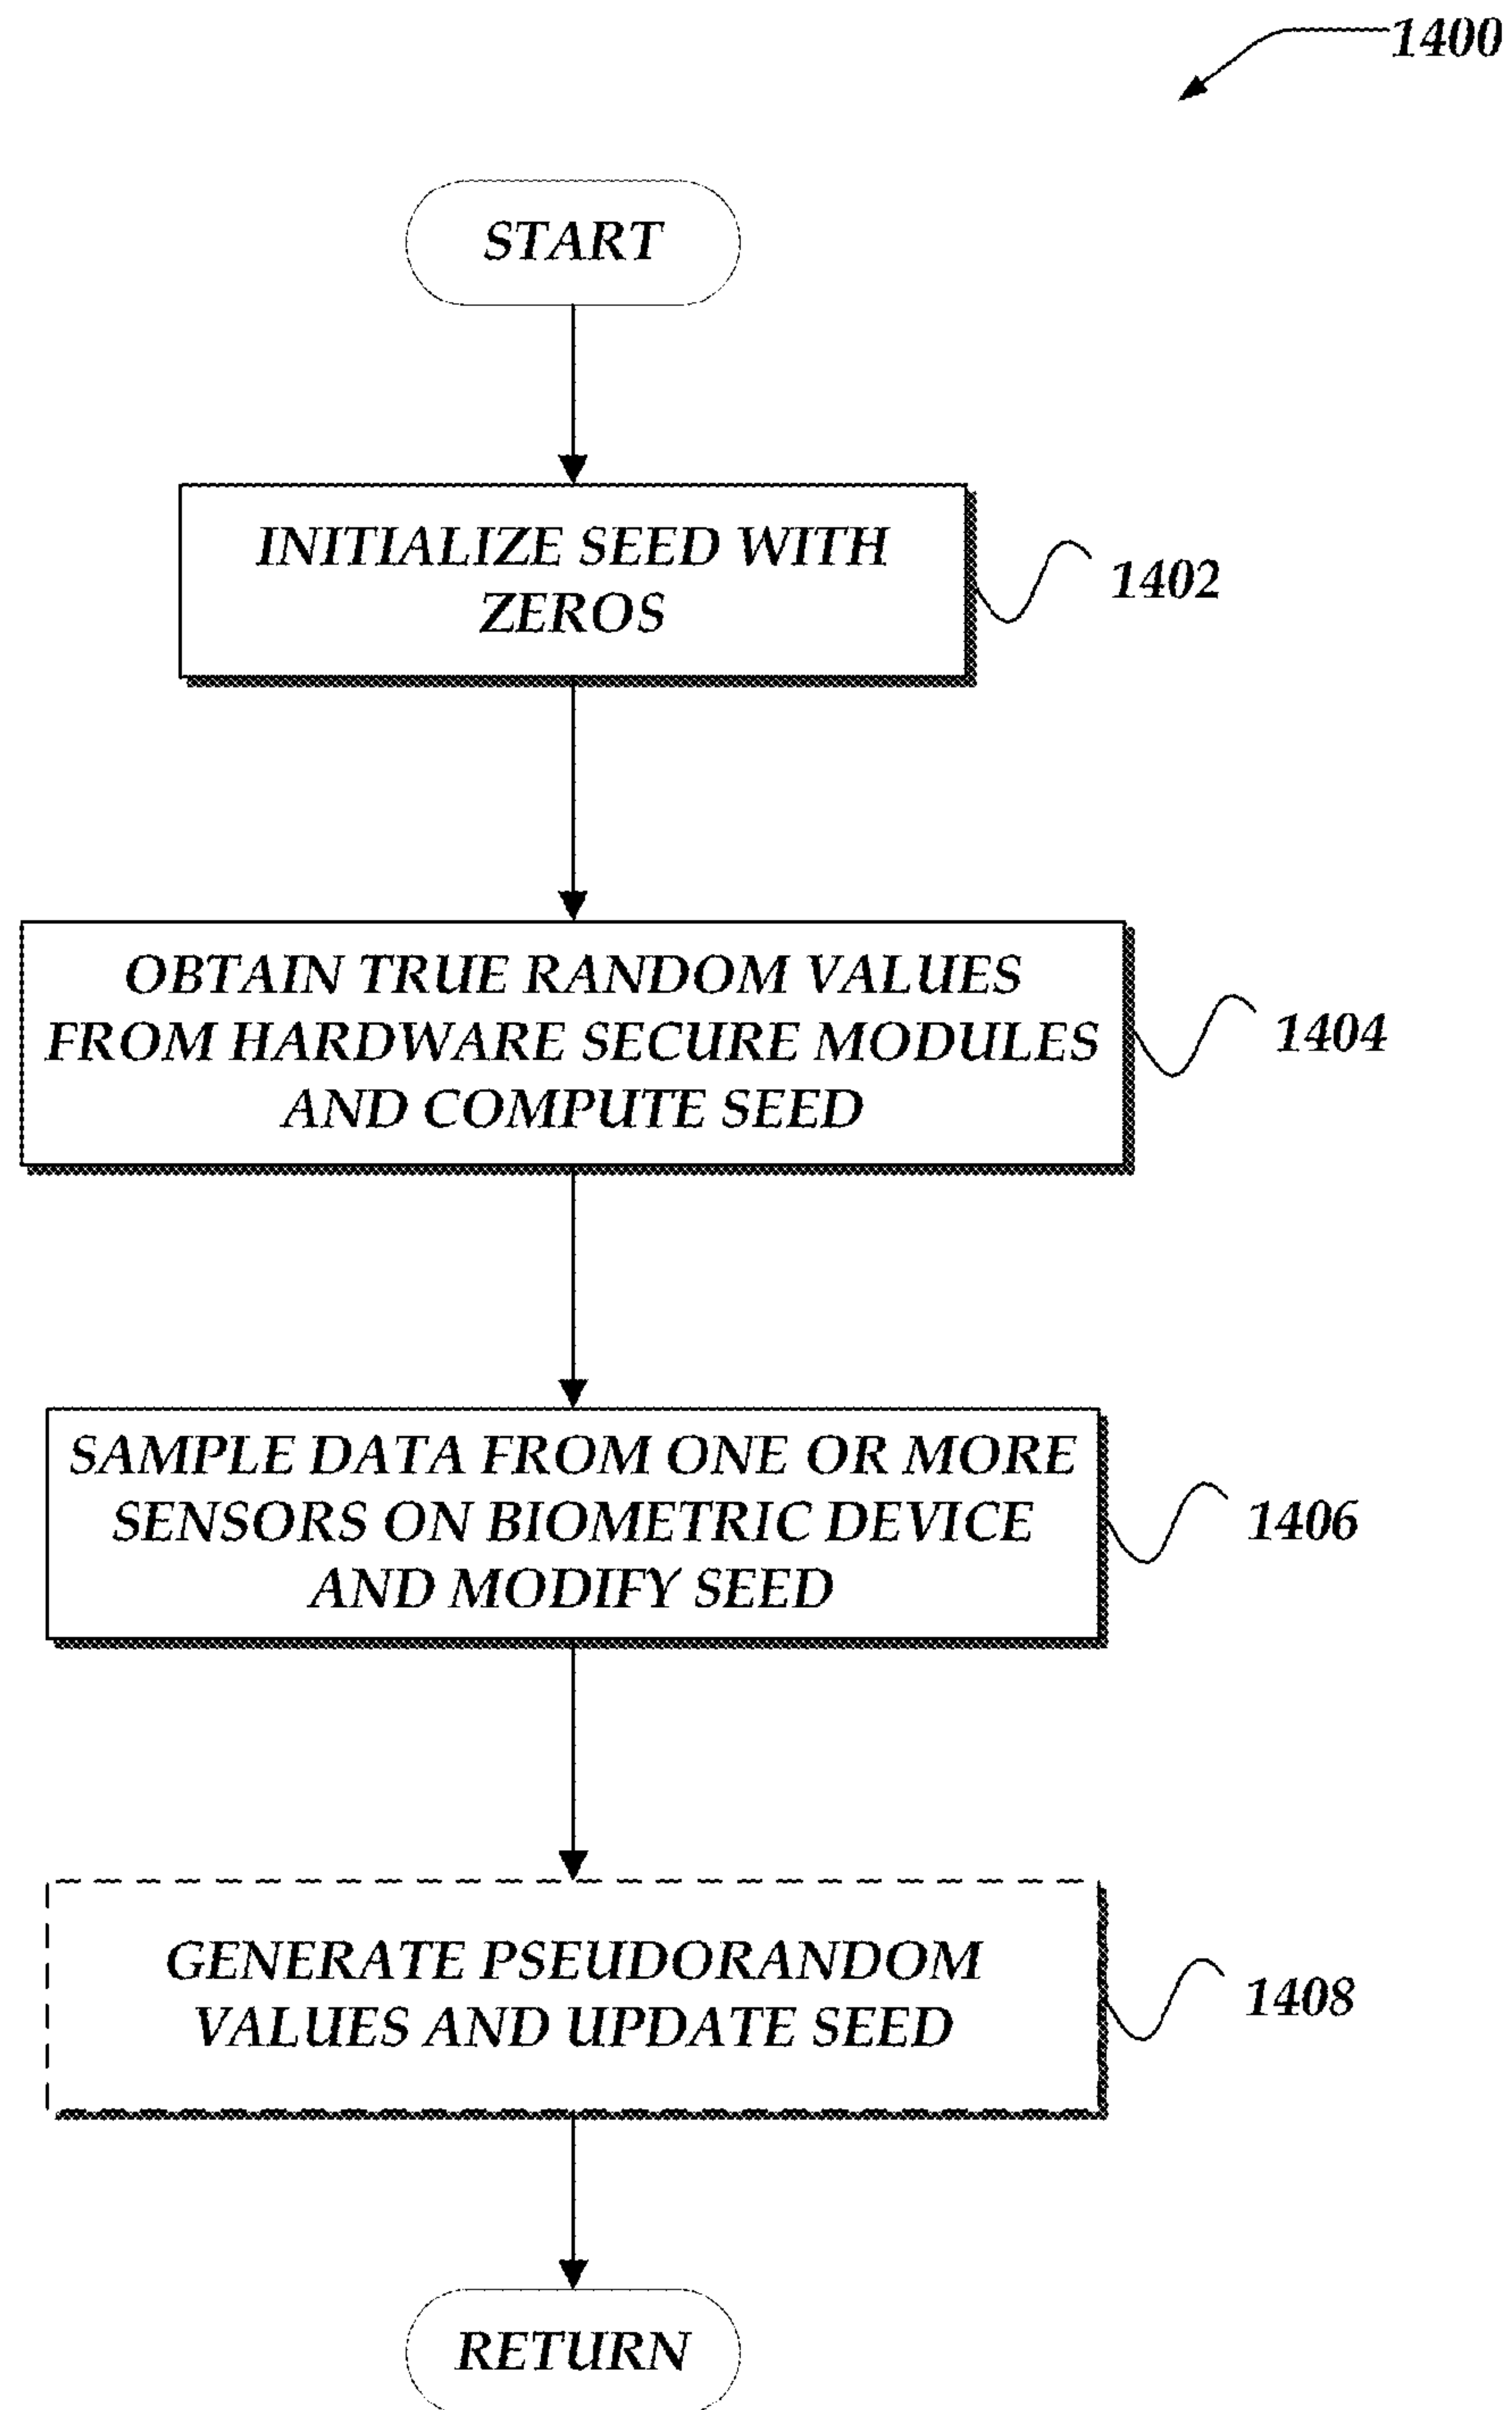 1400
START
INITIALIZE SEED WITH
ZEROS
1402
OBTAIN TRUE RANDOM VALUES
FROM HARDWARE SECURE MODULES
AND COMPUTE SEED
1404
SAMPLE DATA FROM ONE OR MORE
SENSORS ON BIOMETRIC DEVICE
AND MODIFY SEED
1406
GENERATE PSEUDORANDOM
VALUES AND UPDATE SEED
1408
RETURN